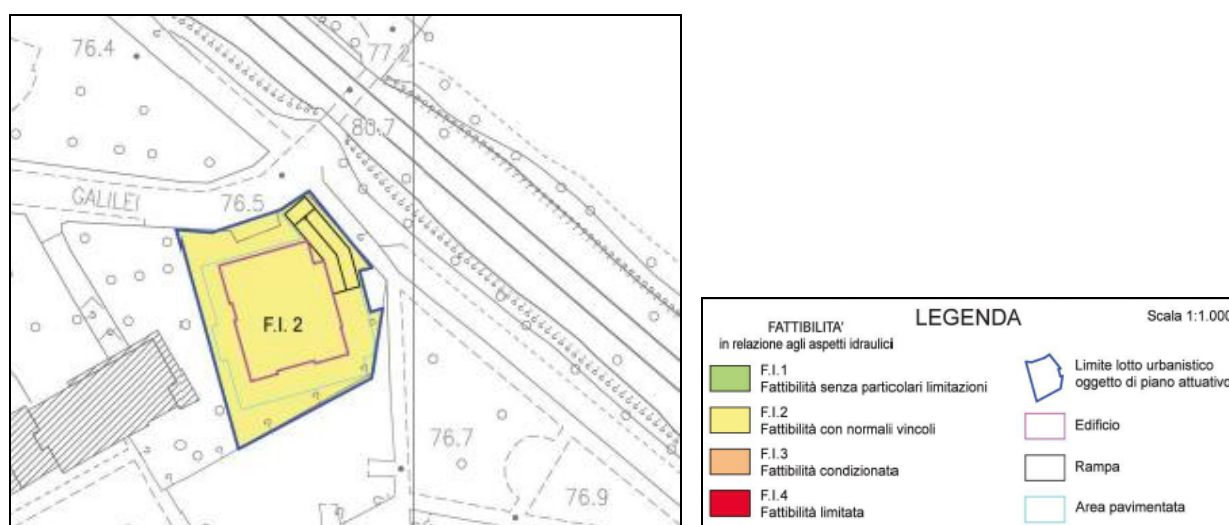 76.4
77.2
80.7
GALILEI
76.5
F.I. 2
76.7
76.9
LEGENDA
Scala 1:1.000
FATTIBILITA'
in relazione agli aspetti idraulici
F.I.1
Fattibilità senza particolari limitazioni
F.I.2
Fattibilità con normali vincoli
F.I.3
Fattibilità condizionata
F.I.4
Fattibilità limitata
Limite lotto urbanistico
oggetto di piano attuativo
Edificio
Rampa
Area pavimentata